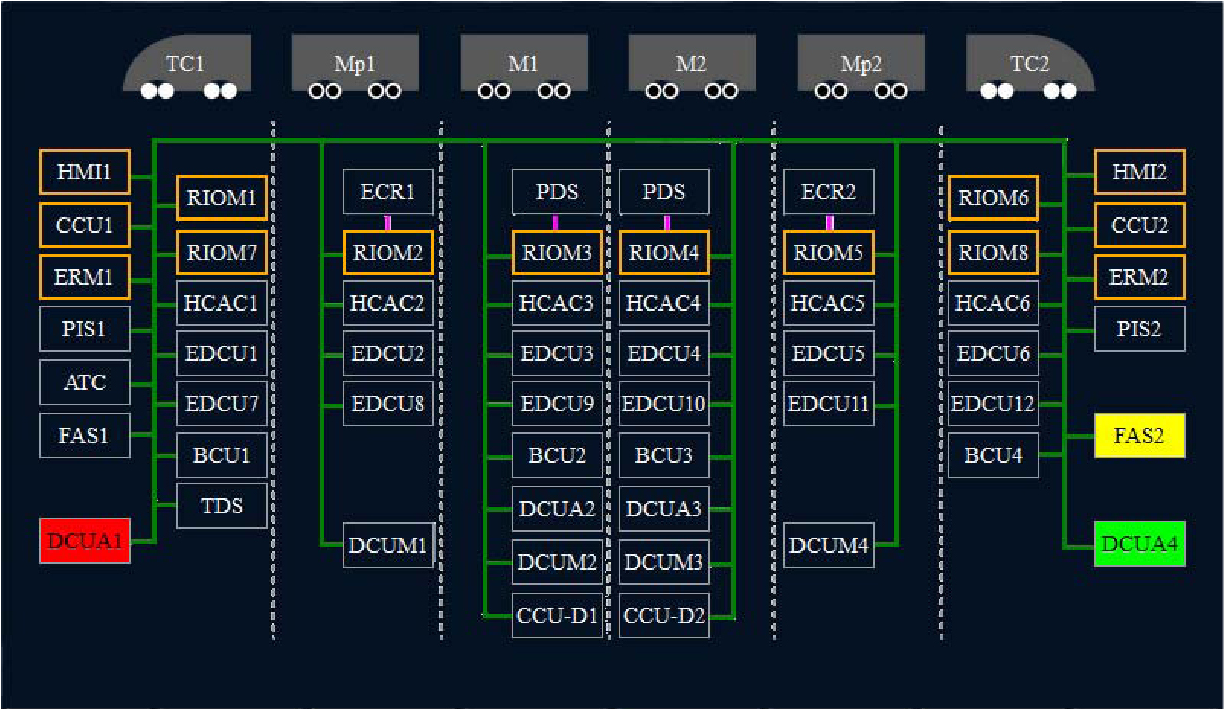 TC1
Mp1
M1
M2
Mp2
TC2
HMI1
CCU1
ERM1
PIS1
ATC
FAS1
DCUA1
RIOM1
RIOM7
HCAC1
EDCU1
EDCU7
BCU1
TDS
ECR1
RIOM2
HCAC2
EDCU2
EDCU8
DCUM1
PDS
RIOM3
HCAC3
EDCU3
EDCU9
BCU2
DCUA2
DCUM2
CCU-D1
PDS
RIOM4
HCAC4
EDCU4
EDCU10
BCU3
DCUA3
DCUM3
CCU-D2
ECR2
RIOM5
HCAC5
EDCU5
EDCU11
DCUM4
RIOM6
RIOM8
HCAC6
EDCU6
EDCU12
BCU4
HMI2
CCU2
ERM2
PIS2
FAS2
DCUA4